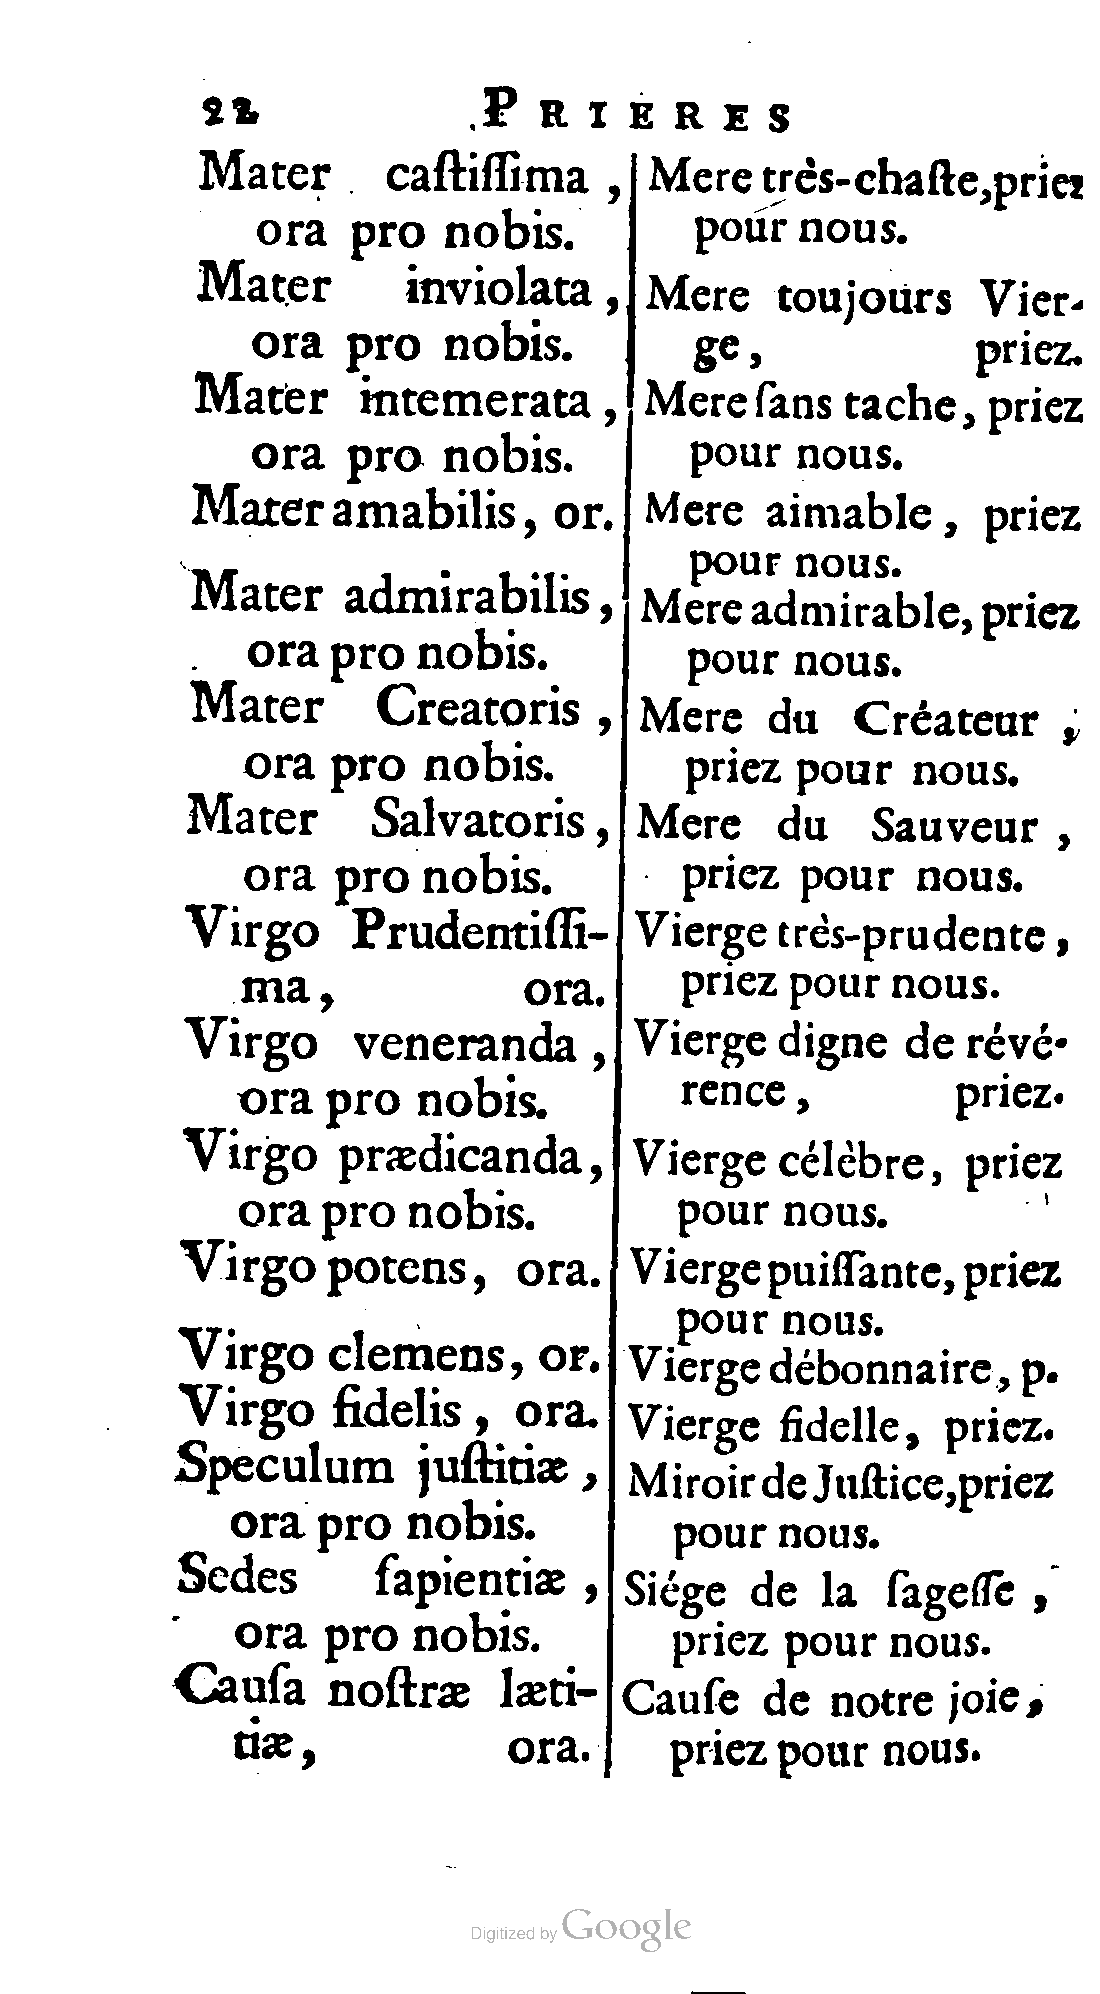 22 PRIERES
Mater caſtiſſima,
ora pro nobis.
Mater inviolata,
ora pro nobis.
Mater intemerata,
ora pro nobis.
Mater amabilis, or.
Mater admirabilis,
ora pro nobis.
Mater Creatoris,
ora pro nobis.
Mater Salvatoris,
ora pro nobis.
Virgo Prudentiſſi-
ma, ora.
Virgo veneranda,
ora pro nobis.
Virgo prædicanda,
ora pro nobis.
Virgo potens, ora.
Virgo clemens, or.
Virgo fidelis, ora.
Speculum juſtitiæ,
ora pro nobis.
Sedes ſapientiæ,
ora pro nobis.
Cauſa noſtræ læti-
tiæ, ora.
Mere très-chaſte, priez
pour nous.
Mere toujours Vier-
ge, priez.
Mere ſans tache, priez
pour nous.
Mere aimable, priez
pour nous.
Mere admirable, priez
pour nous.
Mere du Créateur,
priez pour nous.
Mere du Sauveur,
priez pour nous.
Vierge très-prudente,
priez pour nous.
Vierge digne de révé-
rence, priez.
Vierge célèbre, priez
pour nous.
Vierge puiſſante, priez
pour nous.
Vierge débonnaire, p.
Vierge fidelle, priez.
Miroir de Juſtice, priez
pour nous.
Siége de la ſageſſe,
priez pour nous.
Cauſe de notre joie,
priez pour nous.
Digitized by Google